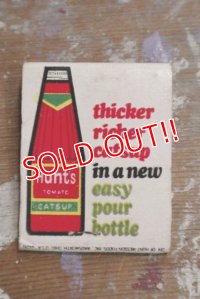 thicker
richer
catsup
in a new
easy
pour
bottle
SOLD OUT!!
Hunt's
TOMATO
CATSUP